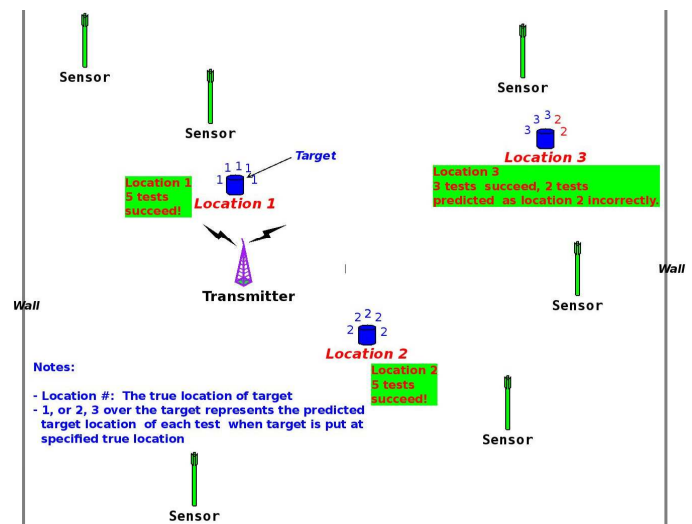 Sensor
Sensor
Sensor
3 3 3 2 2
Location 3
Location 3
3 tests succeed, 2 tests
predicted as location 2 incorrectly.
Target
1 1 1 1 1
Location 1
5 tests
succeed!
Location 1
Transmitter
Wall
Wall
Sensor
2 2 2 2 2
Location 2
Location 2
5 tests
succeed!
Notes:
- Location #: The true location of target
- 1, or 2, 3 over the target represents the predicted
target location of each test when target is put at
specified true location
Sensor
Sensor